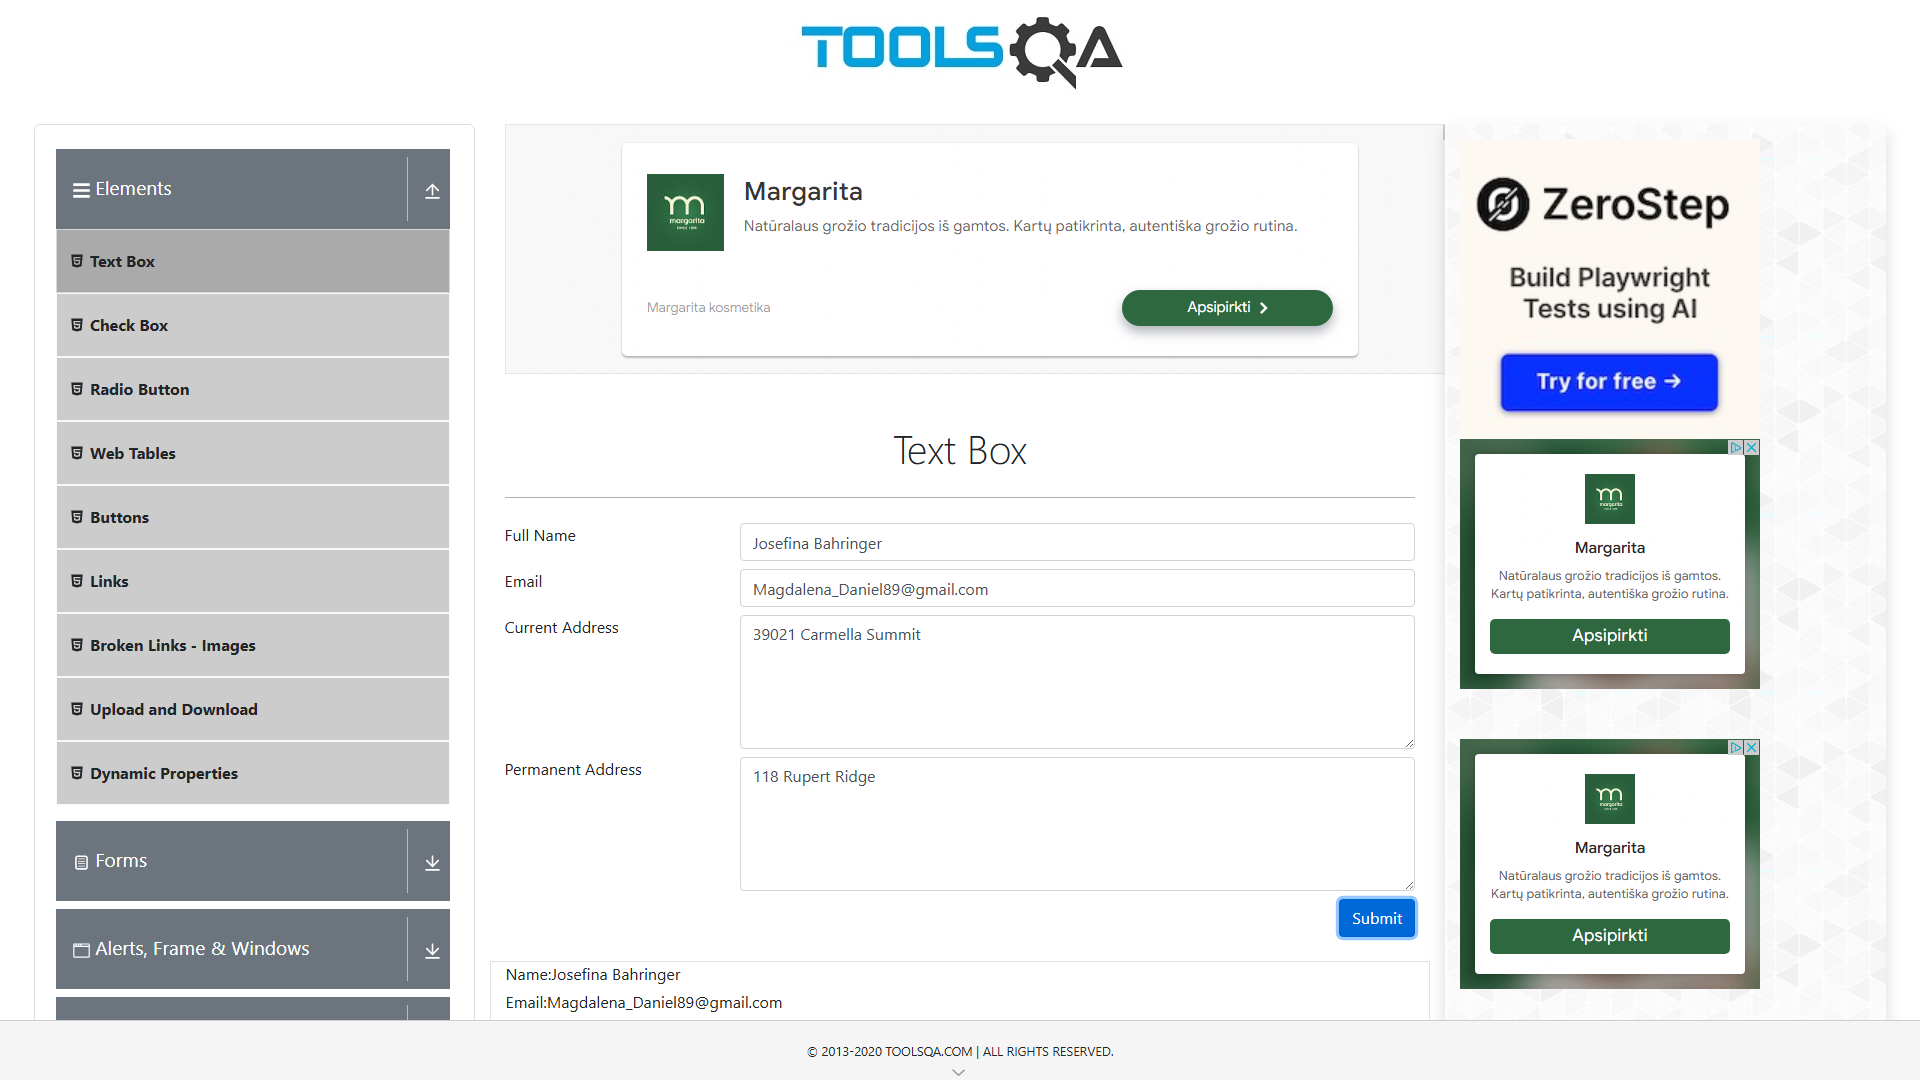 TOOLSQA
Elements
Text Box
Check Box
Radio Button
Web Tables
Buttons
Links
Broken Links - Images
Upload and Download
Dynamic Properties
Forms
Alerts, Frame & Windows
margarita
SINCE 1999
Margarita
Natūralaus grožio tradicijos iš gamtos. Kartų patikrinta, autentiška grožio rutina.
Margarita kosmetika
Apsipirkti
Text Box
Full Name
Josefina Bahringer
Email
Magdalena_Daniel89@gmail.com
Current Address
39021 Carmella Summit
Permanent Address
118 Rupert Ridge
Submit
Name:Josefina Bahringer
Email:Magdalena_Daniel89@gmail.com
ZeroStep
Build Playwright
Tests using AI
Try for free →
margarita
Margarita
Natūralaus grožio tradicijos iš gamtos.
Kartų patikrinta, autentiška grožio rutina.
Apsipirkti
margarita
Margarita
Natūralaus grožio tradicijos iš gamtos.
Kartų patikrinta, autentiška grožio rutina.
Apsipirkti
© 2013-2020 TOOLSQA.COM | ALL RIGHTS RESERVED.